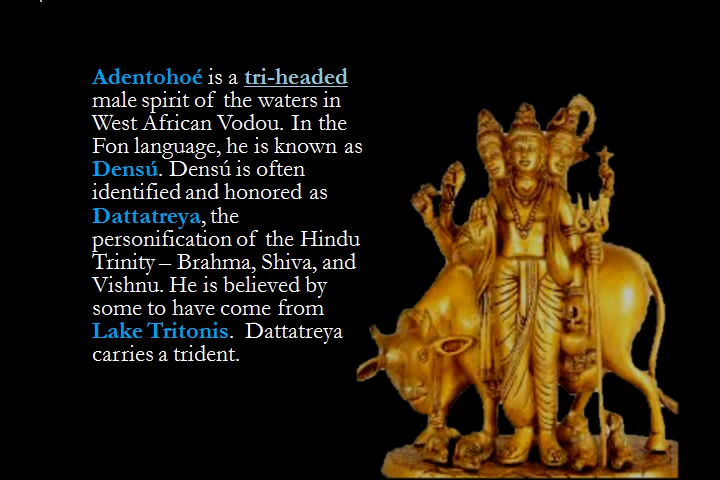 Adentohoé is a tri-headed
male spirit of the waters in
West African Vodou. In the
Fon language, he is known as
Densú. Densú is often
identified and honored as
Dattatreya, the
personification of the Hindu
Trinity – Brahma, Shiva, and
Vishnu. He is believed by
some to have come from
Lake Tritonis. Dattatreya
carries a trident.